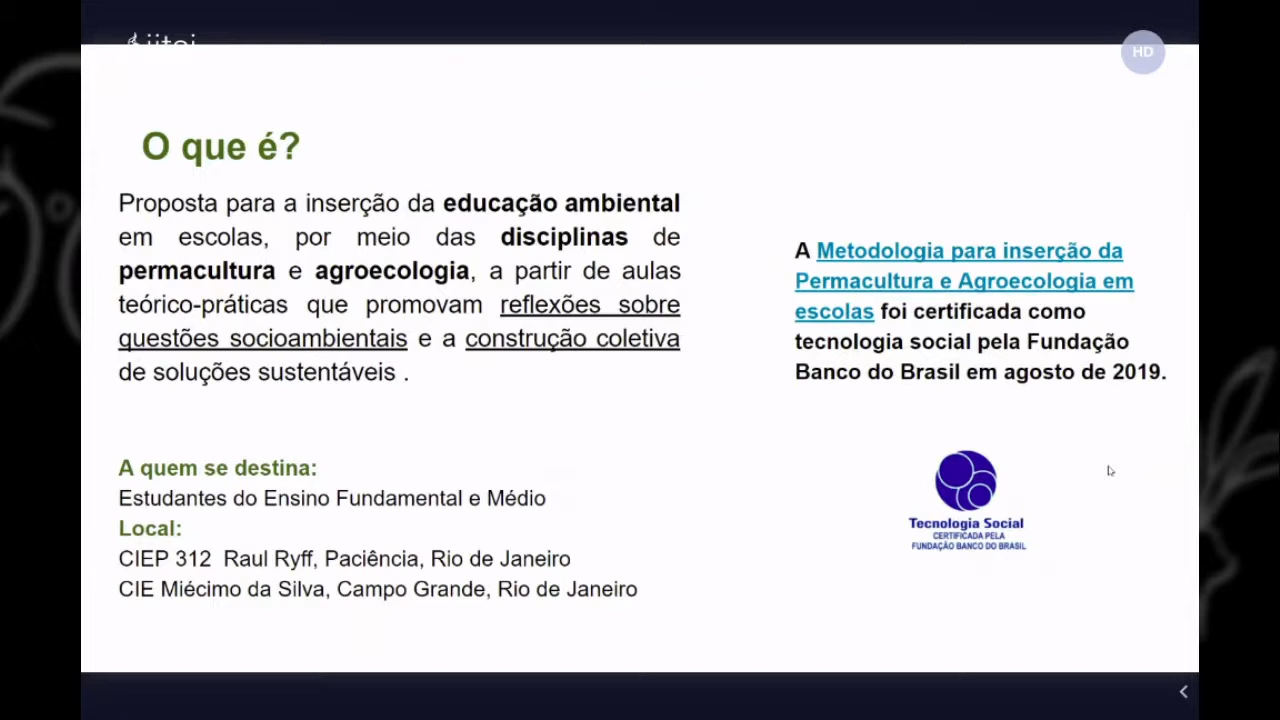 HD
O que é?
Proposta para a inserção da educação ambiental
em escolas, por meio das disciplinas de
permacultura e agroecologia, a partir de aulas
teórico-práticas que promovam reflexões sobre
questões socioambientais e a construção coletiva
de soluções sustentáveis .
A quem se destina:
Estudantes do Ensino Fundamental e Médio
Local:
CIEP 312 Raul Ryff, Paciência, Rio de Janeiro
CIE Miécimo da Silva, Campo Grande, Rio de Janeiro
A Metodologia para inserção da
Permacultura e Agroecologia em
escolas foi certificada como
tecnologia social pela Fundação
Banco do Brasil em agosto de 2019.
Tecnologia Social
CERTIFICADA PELA
FUNDAÇÃO BANCO DO BRASIL